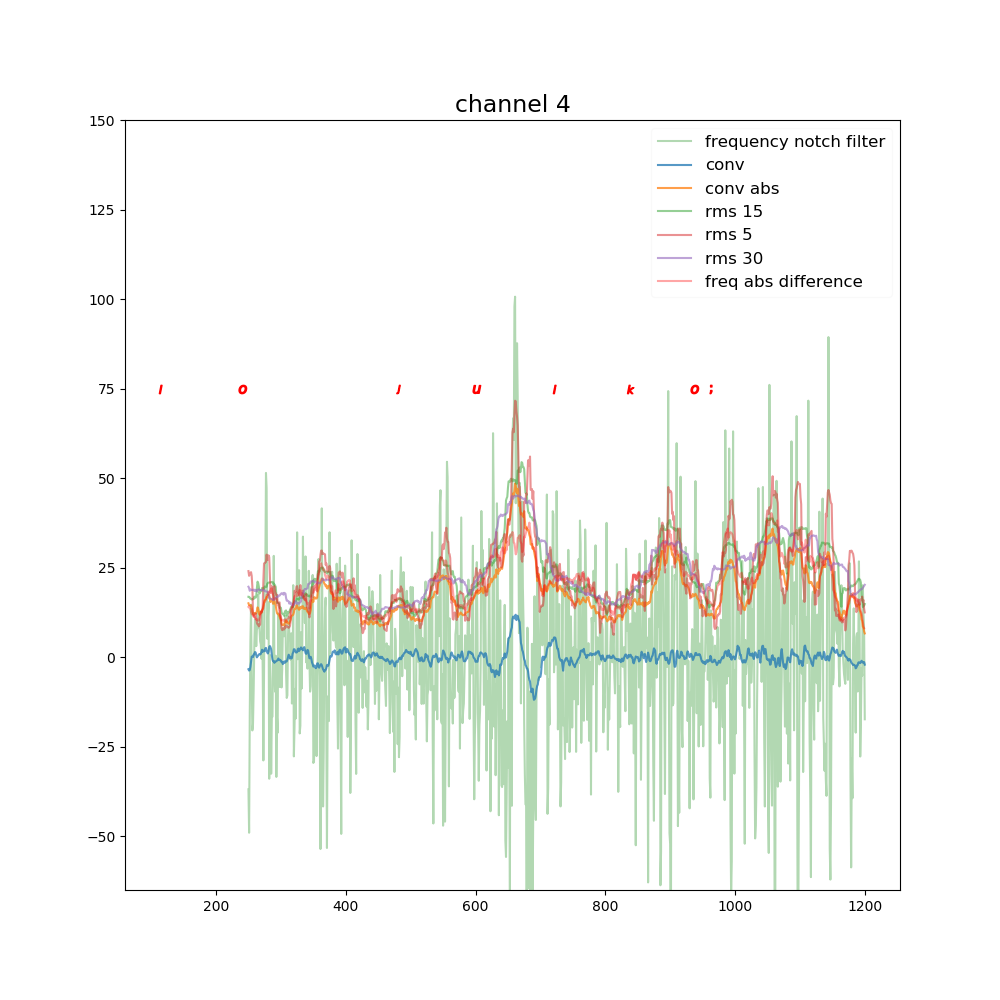 channel 4
150
125
100
75
50
25
0
−25
−50
frequency notch filter
conv
conv abs
rms 15
rms 5
rms 30
freq abs difference
l o j u l k o ;
200 400 600 800 1000 1200